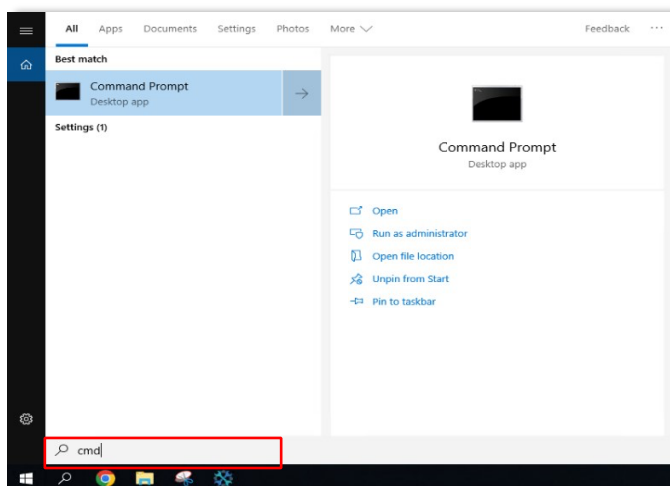 All Apps Documents Settings Photos More Feedback ...
Best match
Command Prompt
Desktop app
Settings (1)
Command Prompt
Desktop app
Open
Run as administrator
Open file location
Unpin from Start
Pin to taskbar
cmd